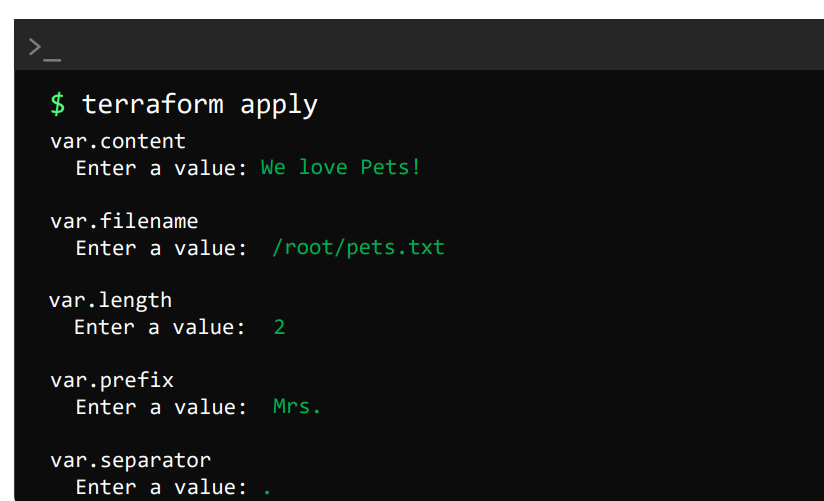 >_
$ terraform apply
var.content
Enter a value: We love Pets!
var.filename
Enter a value: /root/pets.txt
var.length
Enter a value: 2
var.prefix
Enter a value: Mrs.
var.separator
Enter a value: .